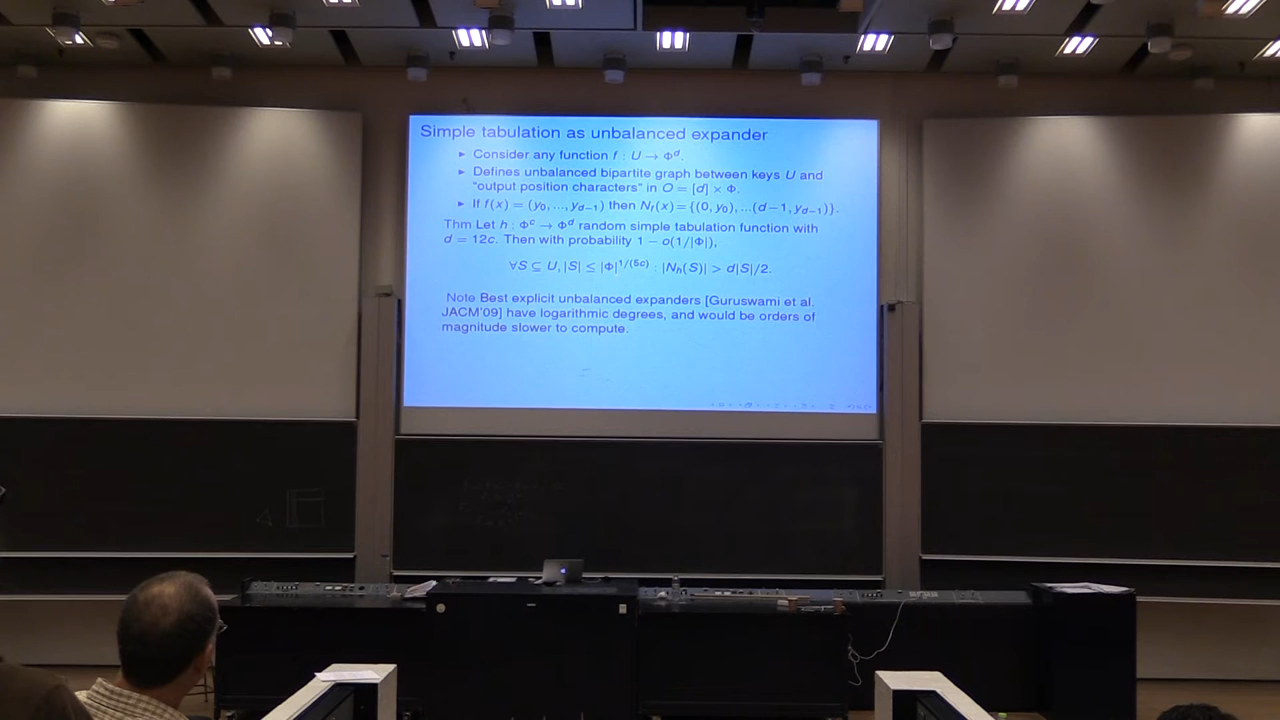 Simple tabulation as unbalanced expander
► Consider any function f : U → Φ^d.
► Defines unbalanced bipartite graph between keys U and
"output position characters" in O = [d] × Φ.
► If f(x) = (y_0, ..., y_{d−1}) then N_f(x) = {(0, y_0), ...(d−1, y_{d−1})}.
Thm Let h : Φ^c → Φ^d random simple tabulation function with
d = 12c. Then with probability 1 − o(1/|Φ|),
∀S ⊆ U, |S| ≤ |Φ|^{1/(5c)} : |N_h(S)| > d|S|/2.
Note Best explicit unbalanced expanders [Guruswami et al.
JACM'09] have logarithmic degrees, and would be orders of
magnitude slower to compute.